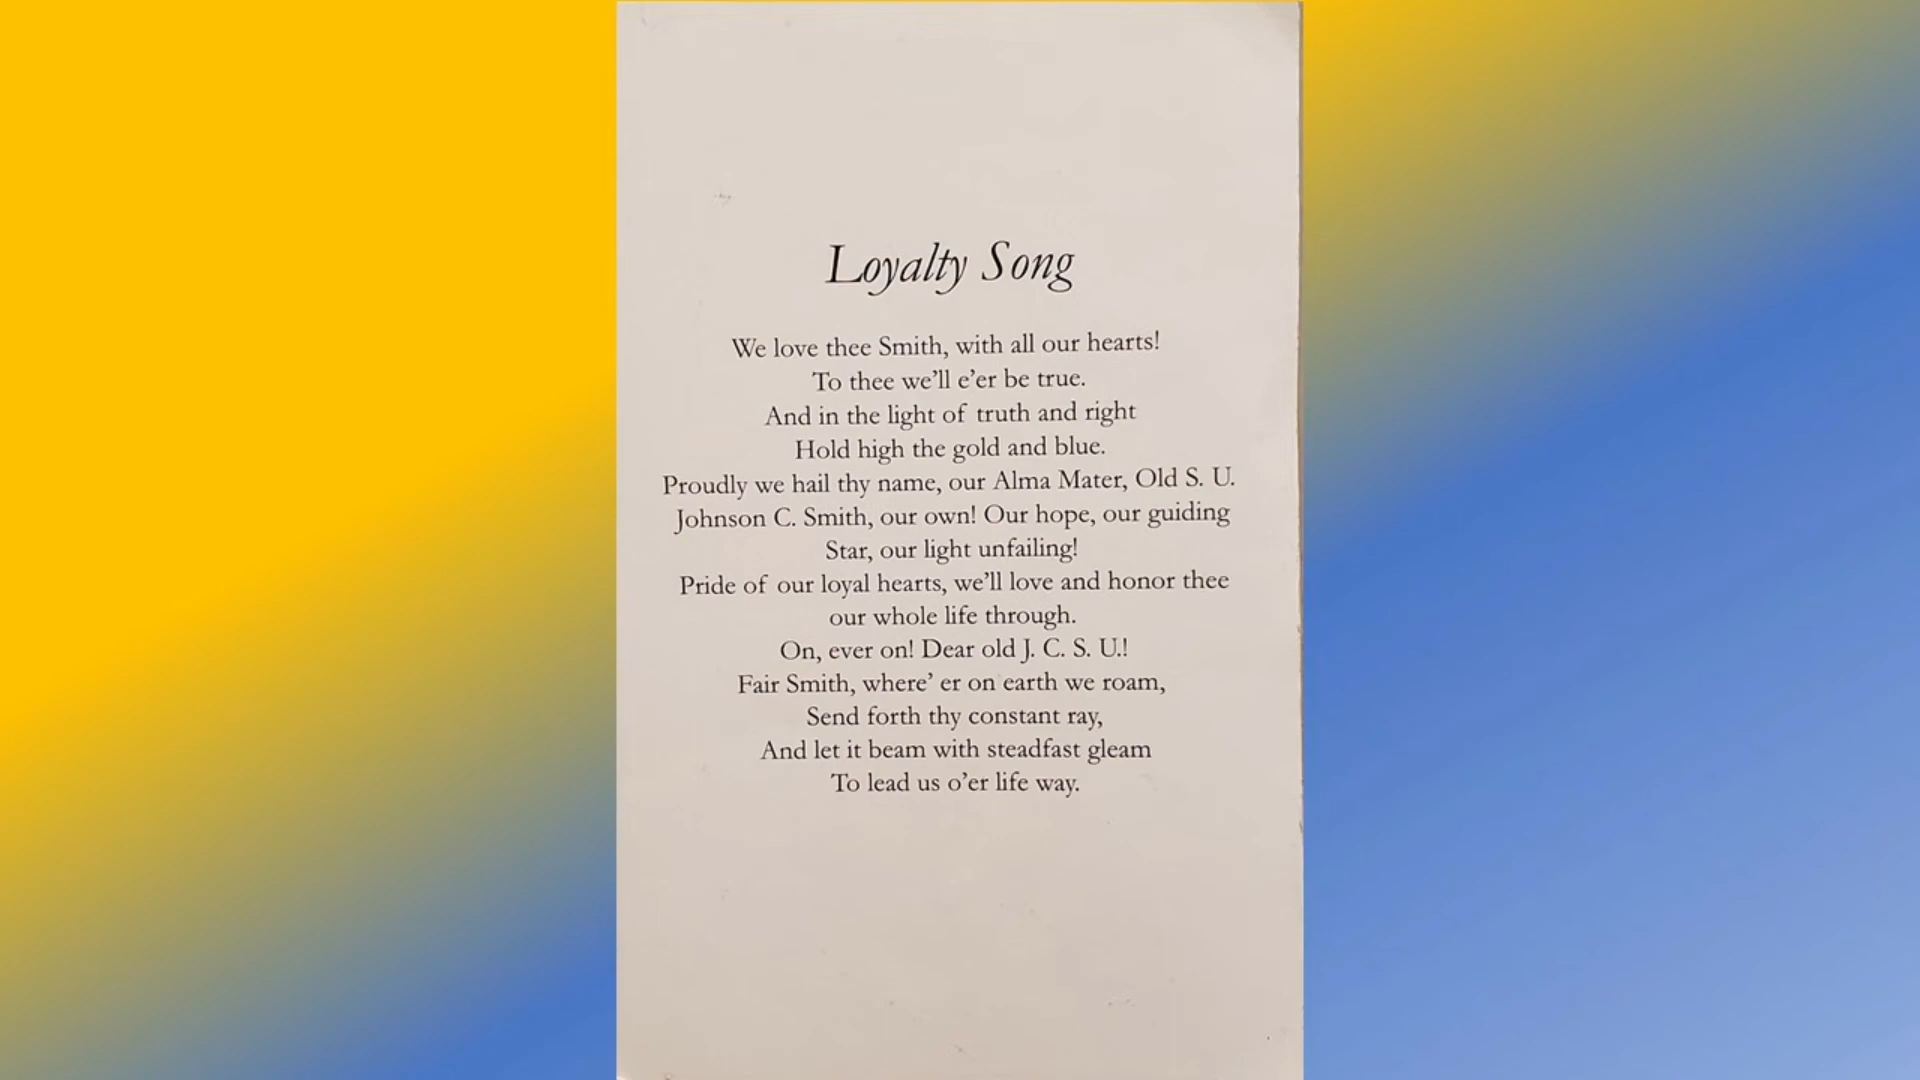 Loyalty Song
We love thee Smith, with all our hearts!
To thee we'll e'er be true.
And in the light of truth and right
Hold high the gold and blue.
Proudly we hail thy name, our Alma Mater, Old S. U.
Johnson C. Smith, our own! Our hope, our guiding
Star, our light unfailing!
Pride of our loyal hearts, we'll love and honor thee
our whole life through.
On, ever on! Dear old J. C. S. U.!
Fair Smith, where' er on earth we roam,
Send forth thy constant ray,
And let it beam with steadfast gleam
To lead us o'er life way.